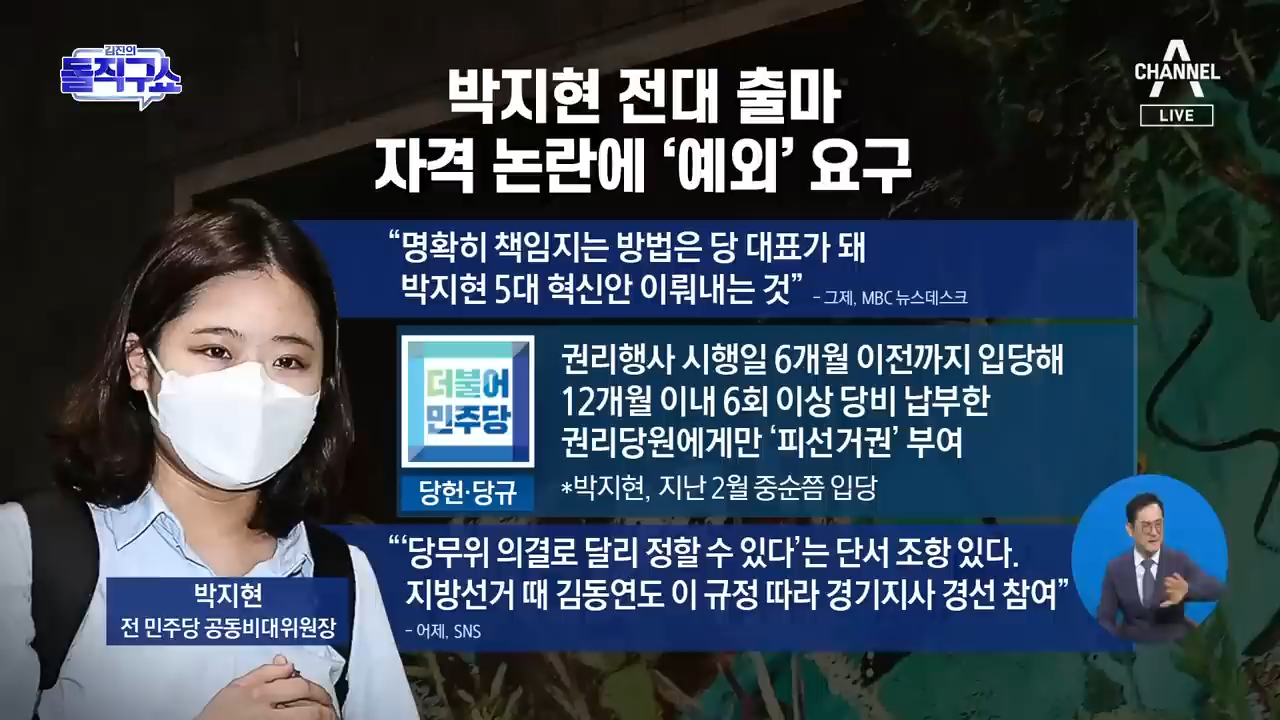 김진의
돌직구쇼
CHANNEL
LIVE
박지현 전대 출마
자격 논란에 ‘예외’ 요구
“명확히 책임지는 방법은 당 대표가 돼
박지현 5대 혁신안 이뤄내는 것” - 그제, MBC 뉴스데스크
더불어
민주당
당헌·당규
권리행사 시행일 6개월 이전까지 입당해
12개월 이내 6회 이상 당비 납부한
권리당원에게만 ‘피선거권’ 부여
*박지현, 지난 2월 중순쯤 입당
“‘당무위 의결로 달리 정할 수 있다’는 단서 조항 있다.
지방선거 때 김동연도 이 규정 따라 경기지사 경선 참여”
- 어제, SNS
박지현
전 민주당 공동비대위원장